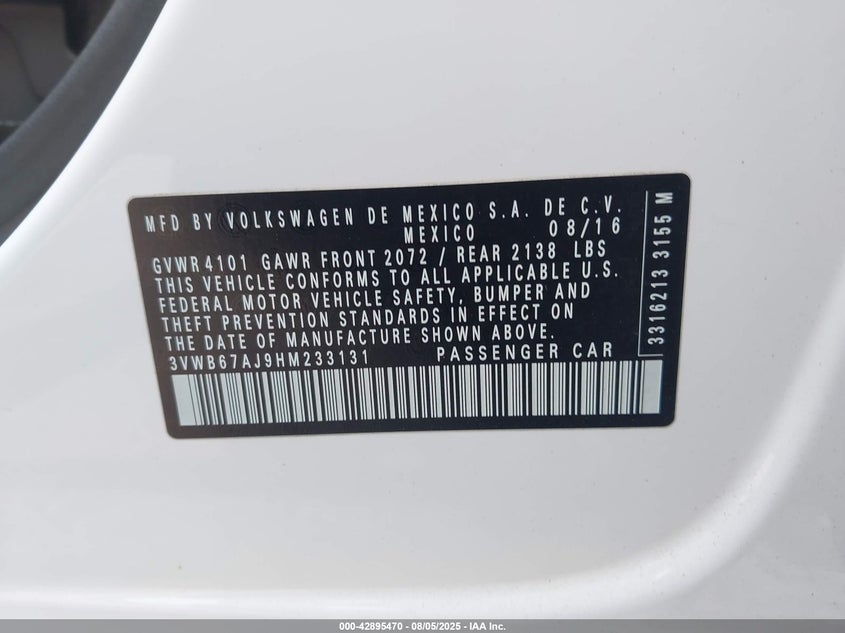 MFD BY VOLKSWAGEN DE MEXICO S.A. DE C.V.
MEXICO 08/16
GVWR 4101 GAWR FRONT 2072 / REAR 2138 LBS
THIS VEHICLE CONFORMS TO ALL APPLICABLE U.S.
FEDERAL MOTOR VEHICLE SAFETY, BUMPER AND
THEFT PREVENTION STANDARDS IN EFFECT ON
THE DATE OF MANUFACTURE SHOWN ABOVE.
3VWB67AJ9HM233131 PASSENGER CAR
3316213 3155 M
000-42895470 - 08/05/2025 - IAA Inc.